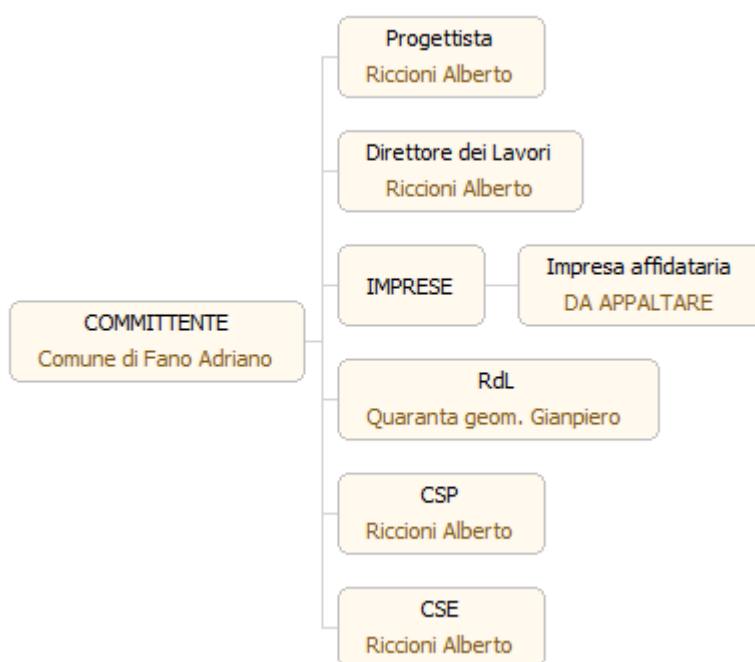 Progettista
Riccioni Alberto
Direttore dei Lavori
Riccioni Alberto
IMPRESE
Impresa affidataria
DA APPALTARE
COMMITTENTE
Comune di Fano Adriano
RdL
Quaranta geom. Gianpiero
CSP
Riccioni Alberto
CSE
Riccioni Alberto